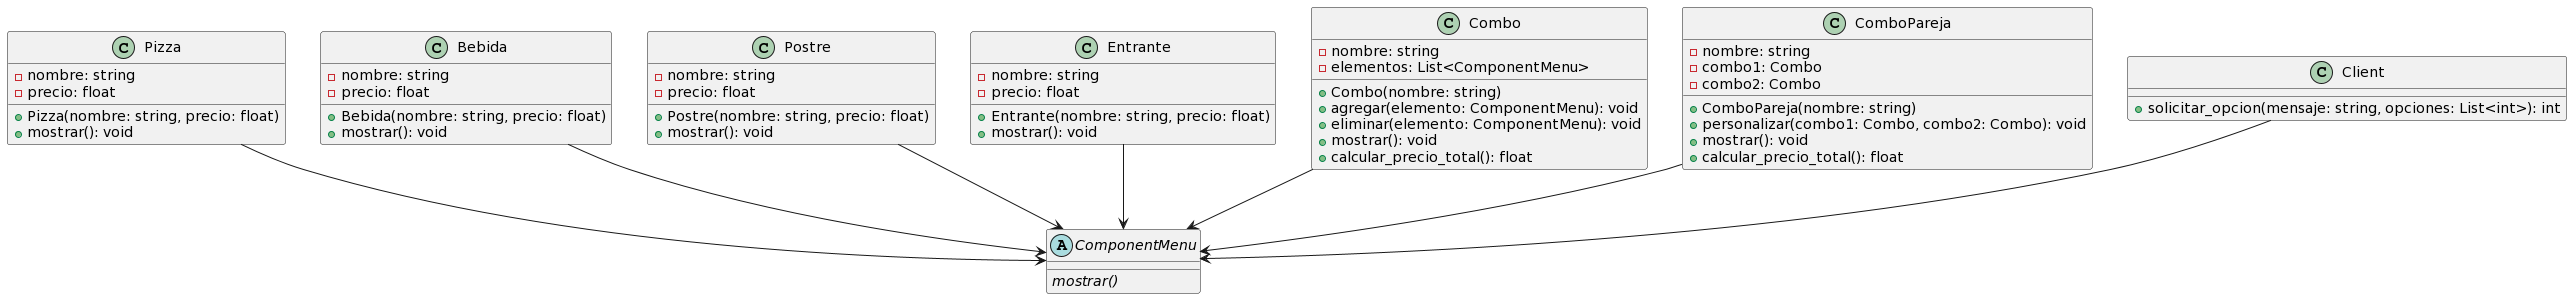 C Pizza
nombre: string
precio: float
Pizza(nombre: string, precio: float)
mostrar(): void
C Bebida
nombre: string
precio: float
Bebida(nombre: string, precio: float)
mostrar(): void
C Postre
nombre: string
precio: float
Postre(nombre: string, precio: float)
mostrar(): void
C Entrante
nombre: string
precio: float
Entrante(nombre: string, precio: float)
mostrar(): void
C Combo
nombre: string
elementos: List<ComponentMenu>
Combo(nombre: string)
agregar(elemento: ComponentMenu): void
eliminar(elemento: ComponentMenu): void
mostrar(): void
calcular_precio_total(): float
C ComboPareja
nombre: string
combo1: Combo
combo2: Combo
ComboPareja(nombre: string)
personalizar(combo1: Combo, combo2: Combo): void
mostrar(): void
calcular_precio_total(): float
C Client
solicitar_opcion(mensaje: string, opciones: List<int>): int
A ComponentMenu
mostrar()